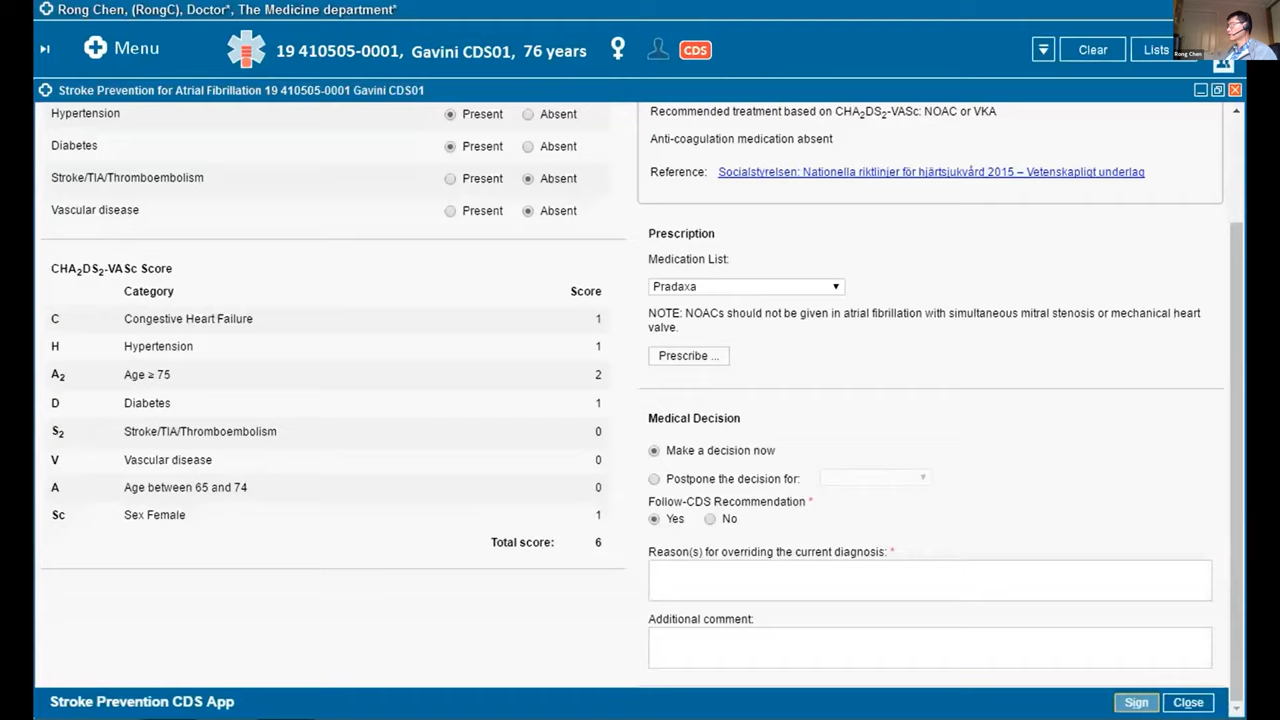 Rong Chen, (RongC), Doctor*, The Medicine department*
Menu
19 410505-0001, Gavini CDS01, 76 years
CDS
Clear
Lists
Rong Chen
Stroke Prevention for Atrial Fibrillation 19 410505-0001 Gavini CDS01
Hypertension Present Absent
Diabetes Present Absent
Stroke/TIA/Thromboembolism Present Absent
Vascular disease Present Absent
CHA2DS2-VASc Score
Category Score
C Congestive Heart Failure 1
H Hypertension 1
A2 Age ≥ 75 2
D Diabetes 1
S2 Stroke/TIA/Thromboembolism 0
V Vascular disease 0
A Age between 65 and 74 0
Sc Sex Female 1
Total score: 6
Recommended treatment based on CHA2DS2-VASc: NOAC or VKA
Anti-coagulation medication absent
Reference: Socialstyrelsen: Nationella riktlinjer för hjärtsjukvård 2015 – Vetenskapligt underlag
Prescription
Medication List:
Pradaxa
NOTE: NOACs should not be given in atrial fibrillation with simultaneous mitral stenosis or mechanical heart
valve.
Prescribe ...
Medical Decision
Make a decision now
Postpone the decision for:
Follow-CDS Recommendation *
Yes No
Reason(s) for overriding the current diagnosis: *
Additional comment:
Stroke Prevention CDS App
Sign
Close